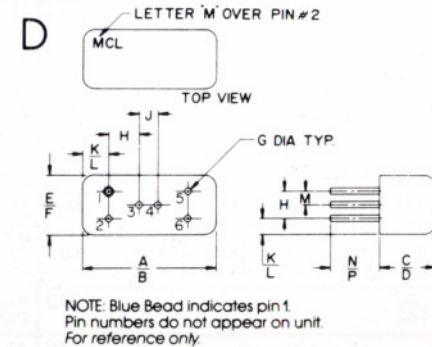 D
LETTER "M" OVER PIN #2
MCL
TOP VIEW
J
H
K
L
G DIA TYP.
E
F
1
2
3
4
5
6
A
B
H
M
K
L
N
P
C
D
NOTE: Blue Bead indicates pin 1.
Pin numbers do not appear on unit.
For reference only.